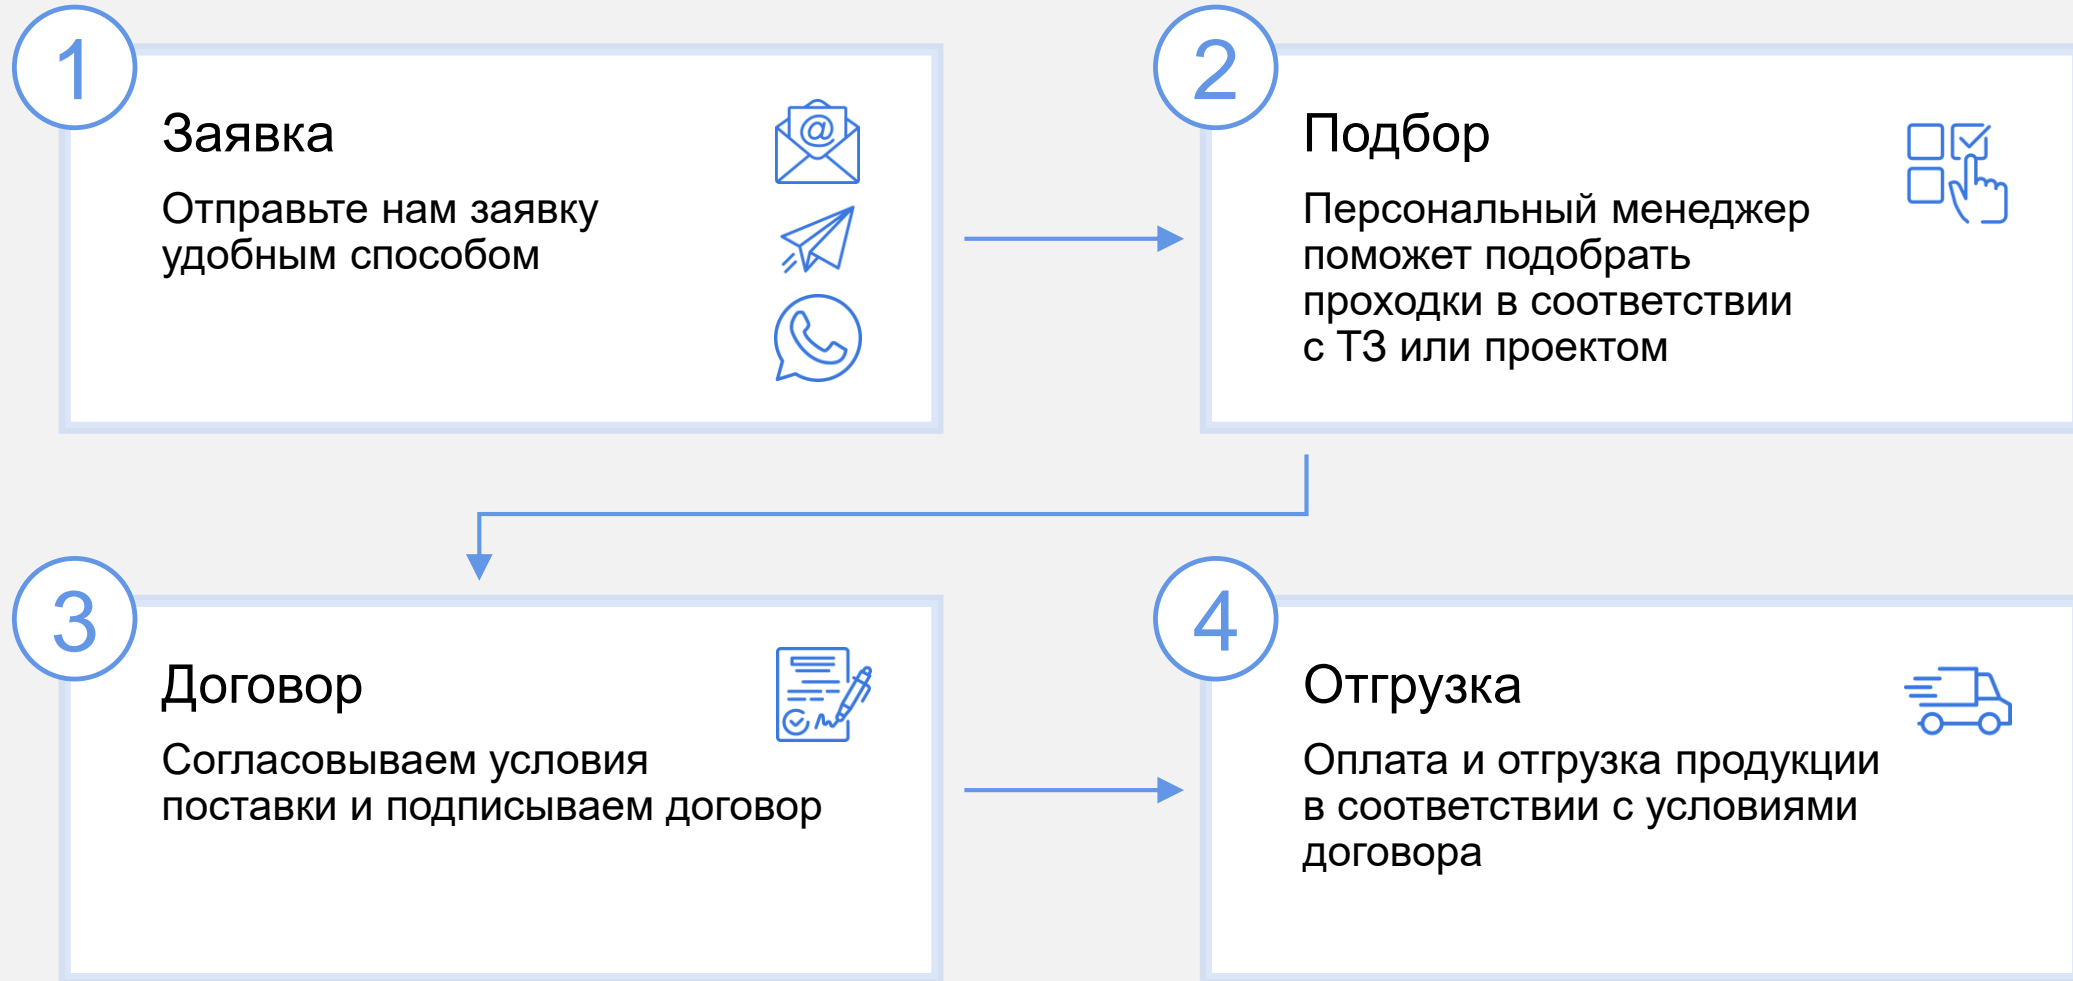 1
Заявка
Отправьте нам заявку
удобным способом
@
2
Подбор
Персональный менеджер
поможет подобрать
проходки в соответствии
с ТЗ или проектом
3
Договор
Согласовываем условия
поставки и подписываем договор
4
Отгрузка
Оплата и отгрузка продукции
в соответствии с условиями
договора